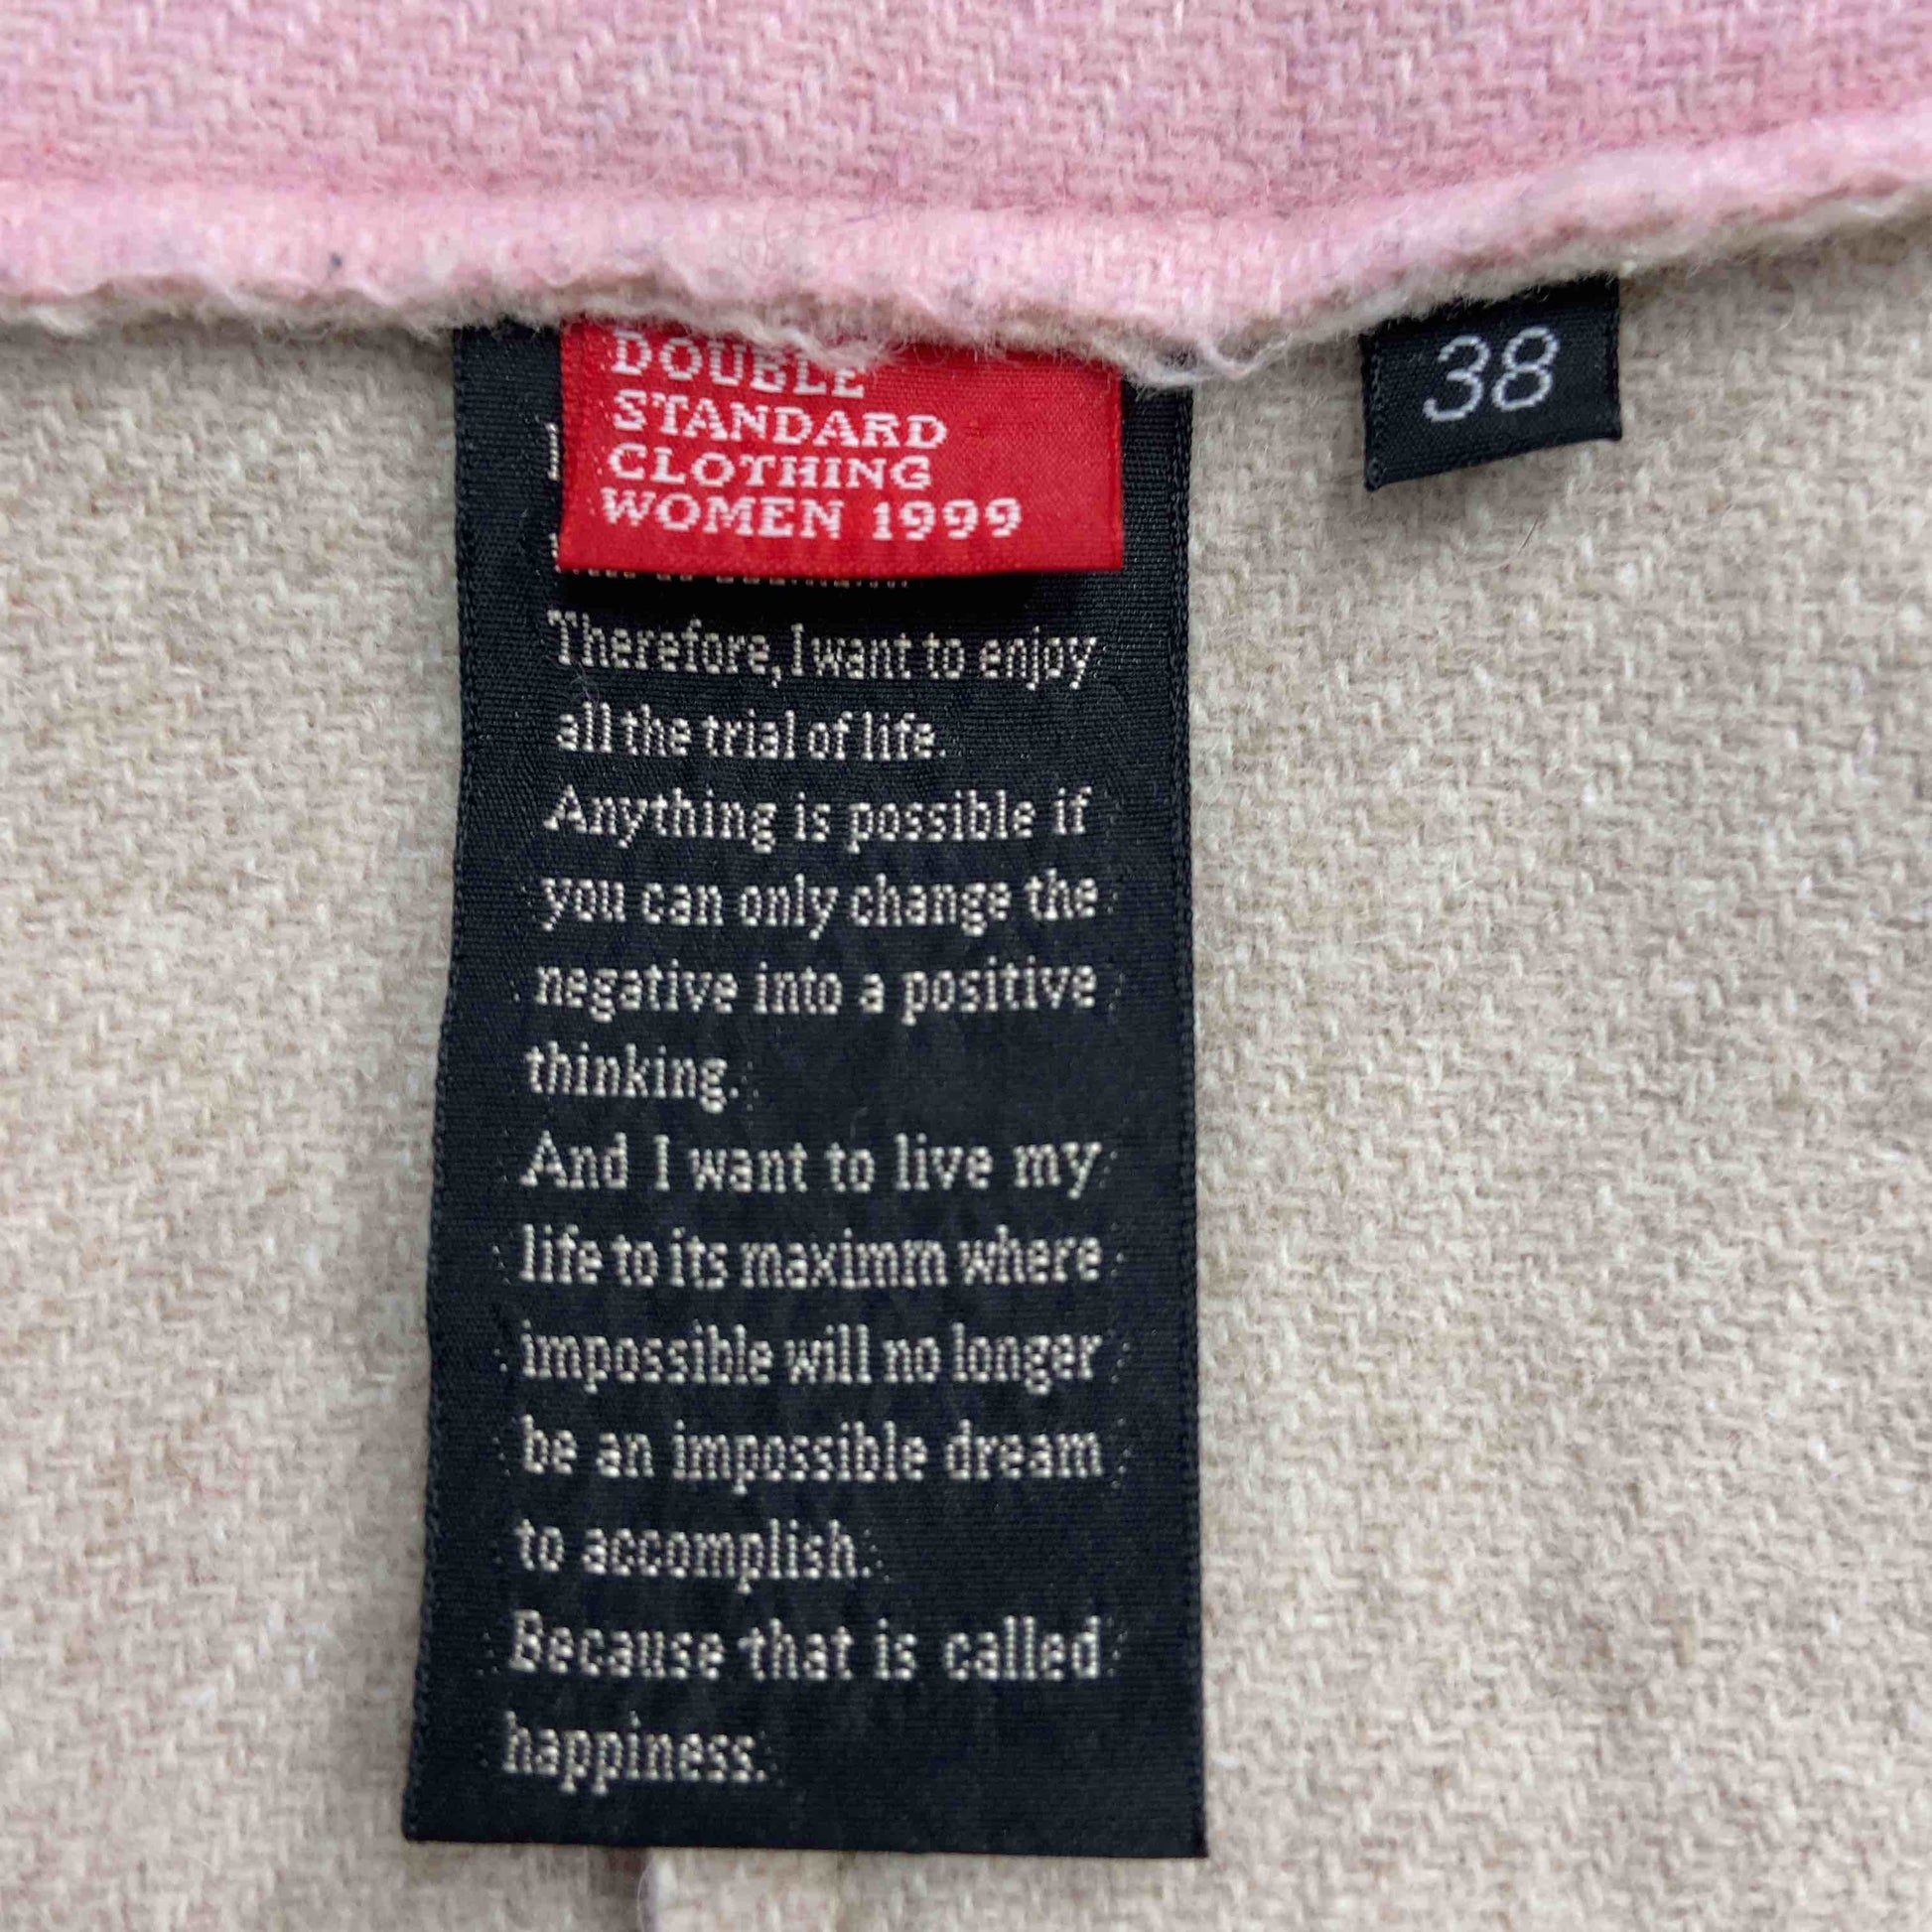 DOUBLE
STANDARD
CLOTHING
WOMEN 1999
38
Therefore, I want to enjoy
all the trial of life.
Anything is possible if
you can only change the
negative into a positive
thinking.
And I want to live my
life to its maximm where
impossible will no longer
be an impossible dream
to accomplish.
Because that is called
happiness.